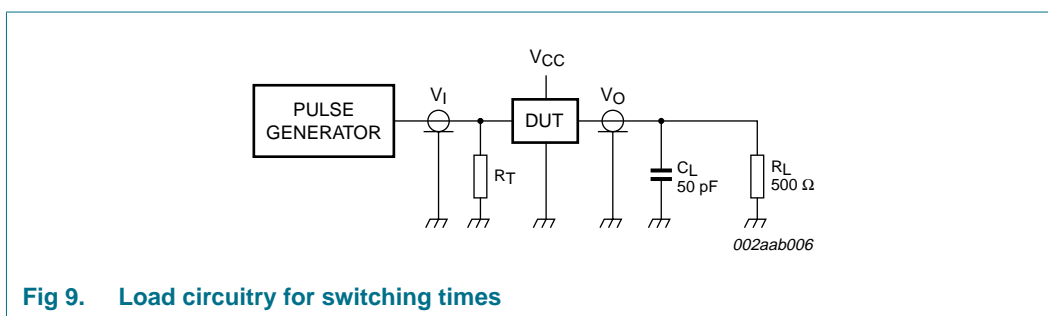 VCC
VI
VO
PULSE
GENERATOR
DUT
RT
CL
50 pF
RL
500 Ω
002aab006
Fig 9. Load circuitry for switching times